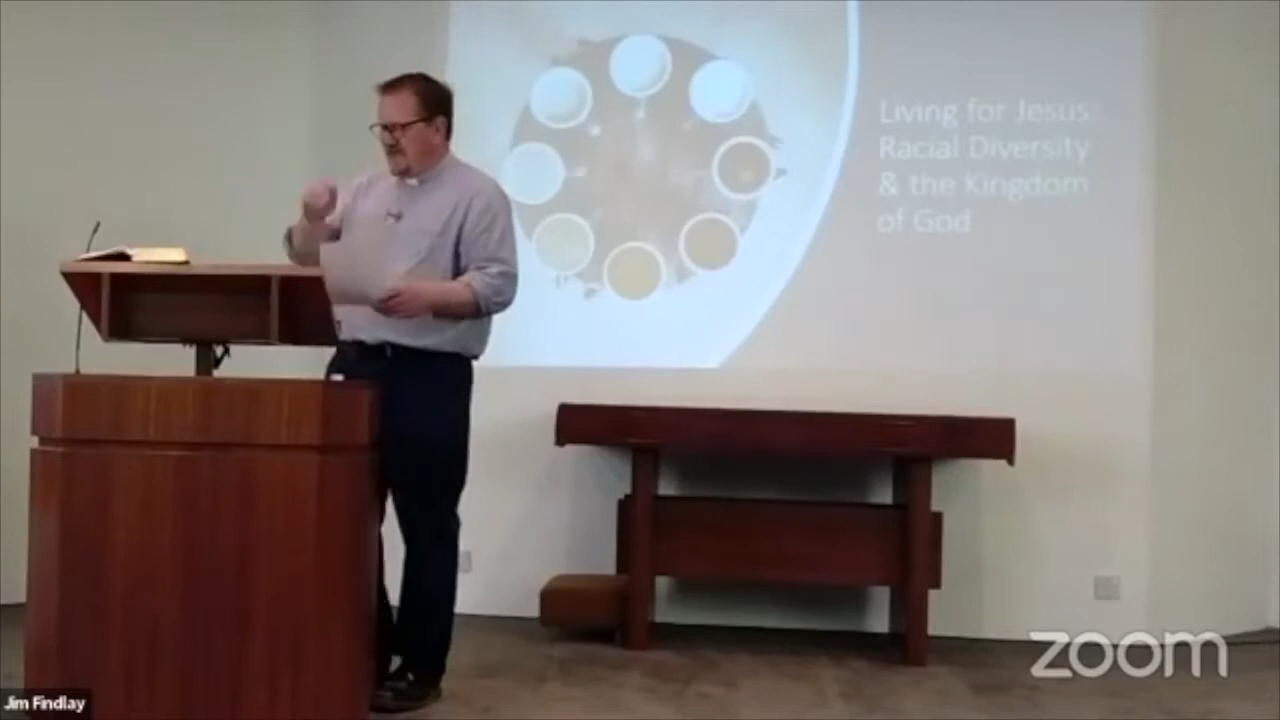 Living for Jesus:
Racial Diversity
& the Kingdom
of God
zoom
Jim Findlay